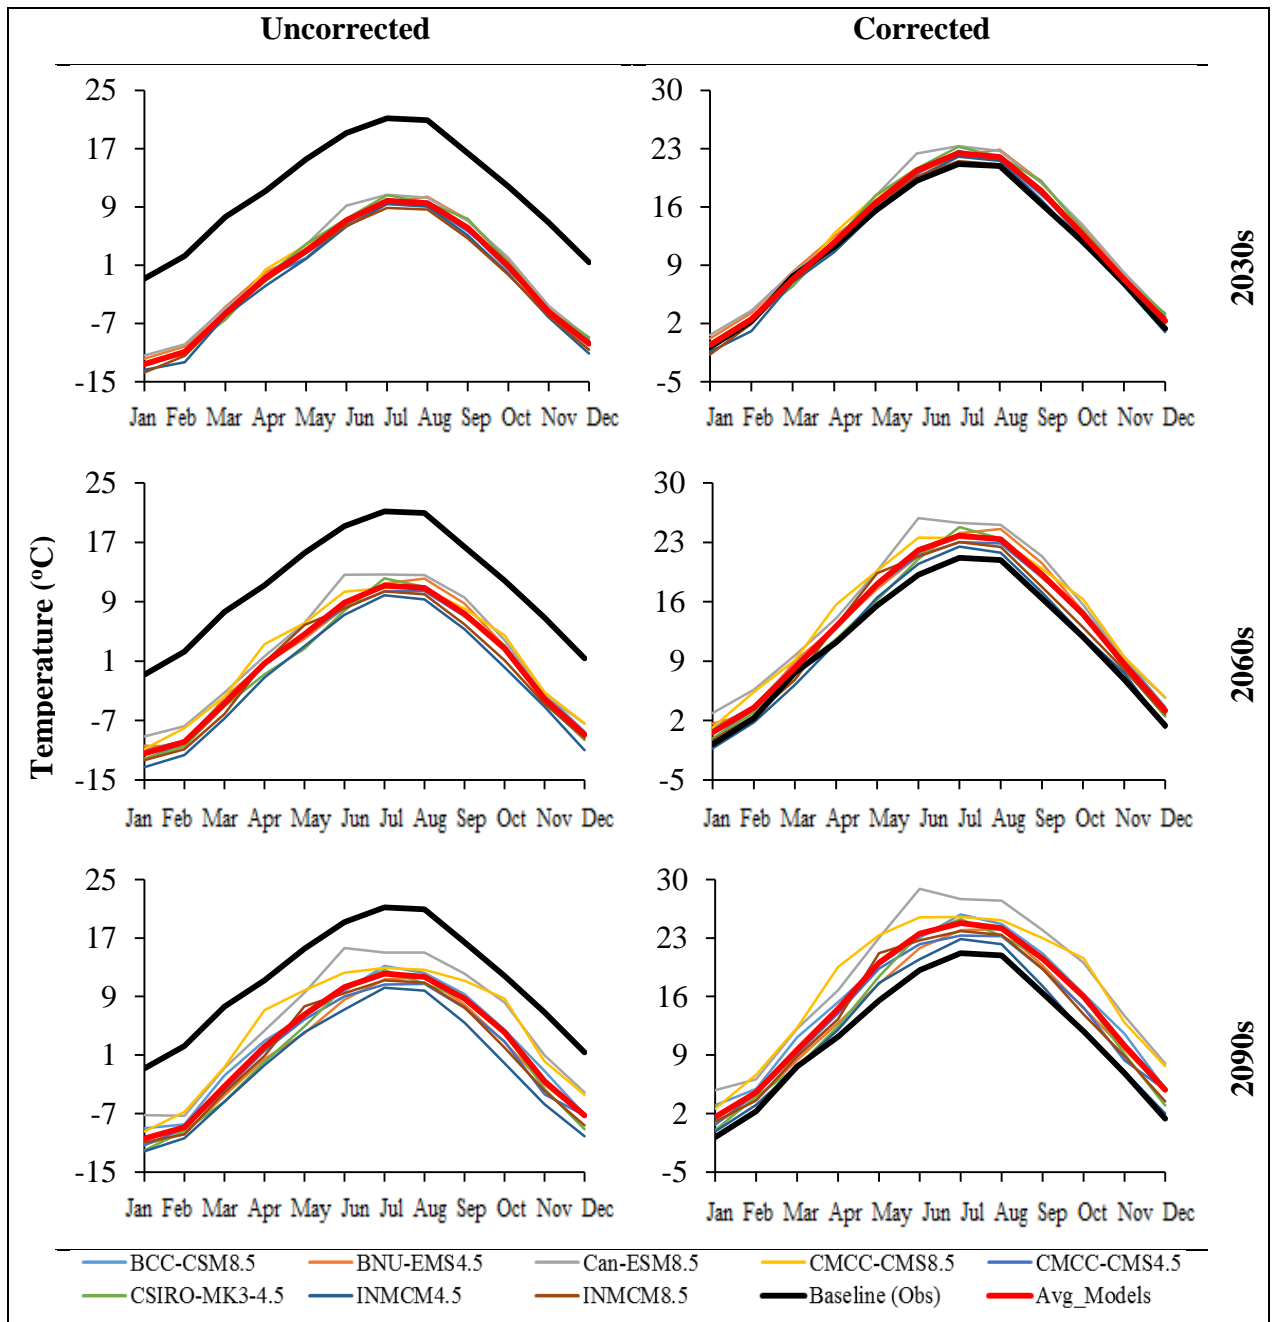 Uncorrected Corrected
25 30
17 23
9 16
1 9
-7 2
-15 -5
Jan Feb Mar Apr May Jun Jul Aug Sep Oct Nov Dec Jan Feb Mar Apr May Jun Jul Aug Sep Oct Nov Dec
2030s
25 30
17 23
9 16
1 9
-7 2
-15 -5
Jan Feb Mar Apr May Jun Jul Aug Sep Oct Nov Dec Jan Feb Mar Apr May Jun Jul Aug Sep Oct Nov Dec
Temperature (ºC)
2060s
25 30
17 23
9 16
1 9
-7 2
-15 -5
Jan Feb Mar Apr May Jun Jul Aug Sep Oct Nov Dec Jan Feb Mar Apr May Jun Jul Aug Sep Oct Nov Dec
2090s
BCC-CSM8.5 BNU-EMS4.5 Can-ESM8.5 CMCC-CMS8.5 CMCC-CMS4.5
CSIRO-MK3-4.5 INMCM4.5 INMCM8.5 Baseline (Obs) Avg_Models